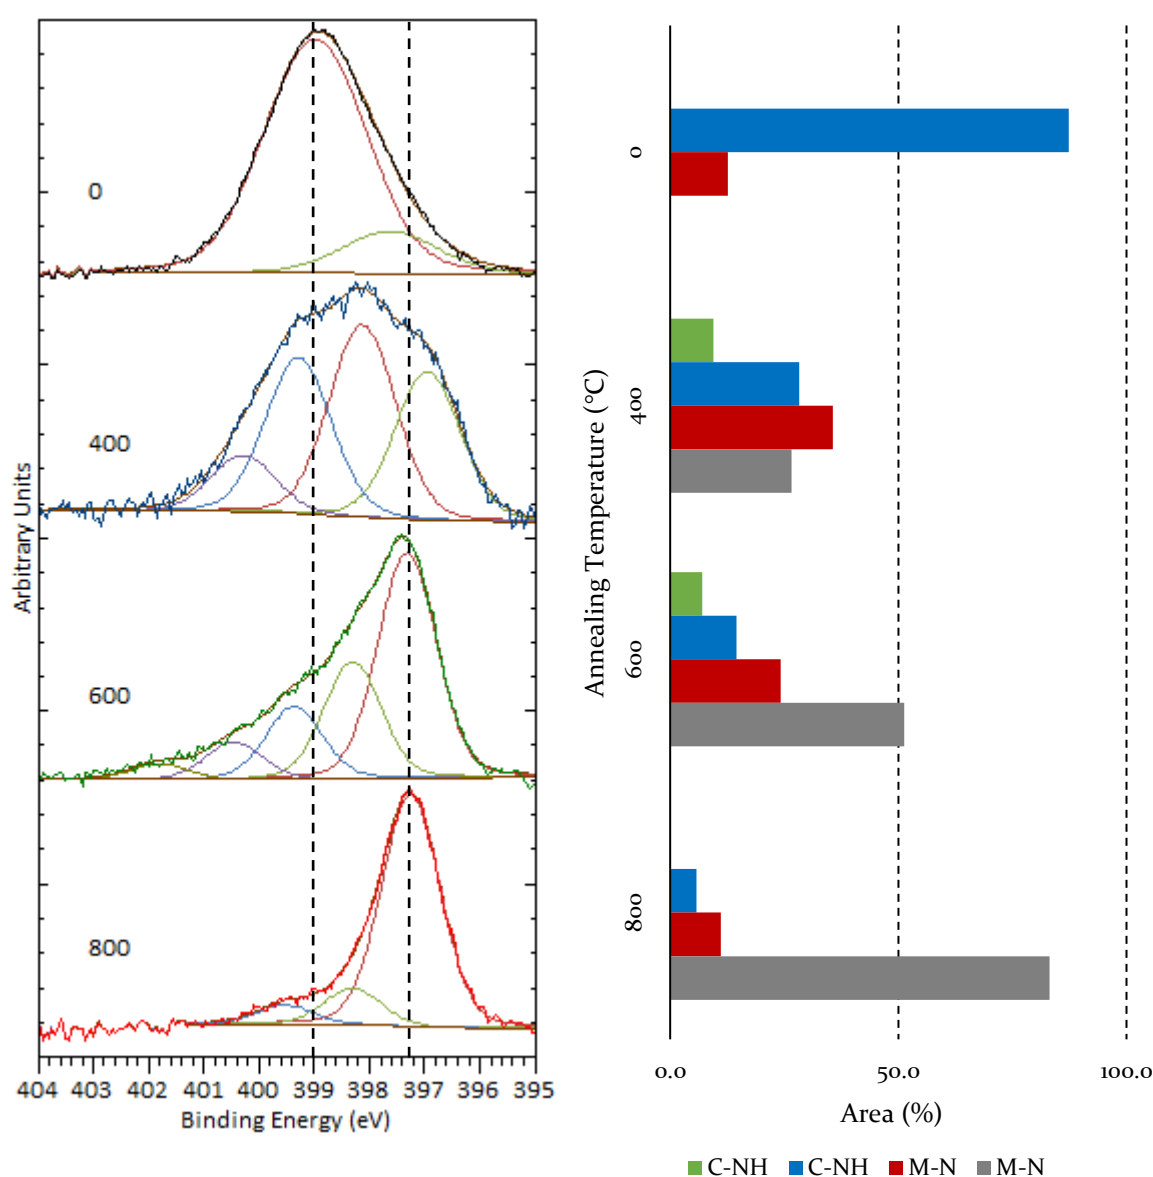 0
400
600
800
Arbitrary Units
404 403 402 401 400 399 398 397 396 395
Binding Energy (eV)
0
400
600
800
Annealing Temperature (°C)
0.0 50.0 100.0
Area (%)
C-NH C-NH M-N M-N